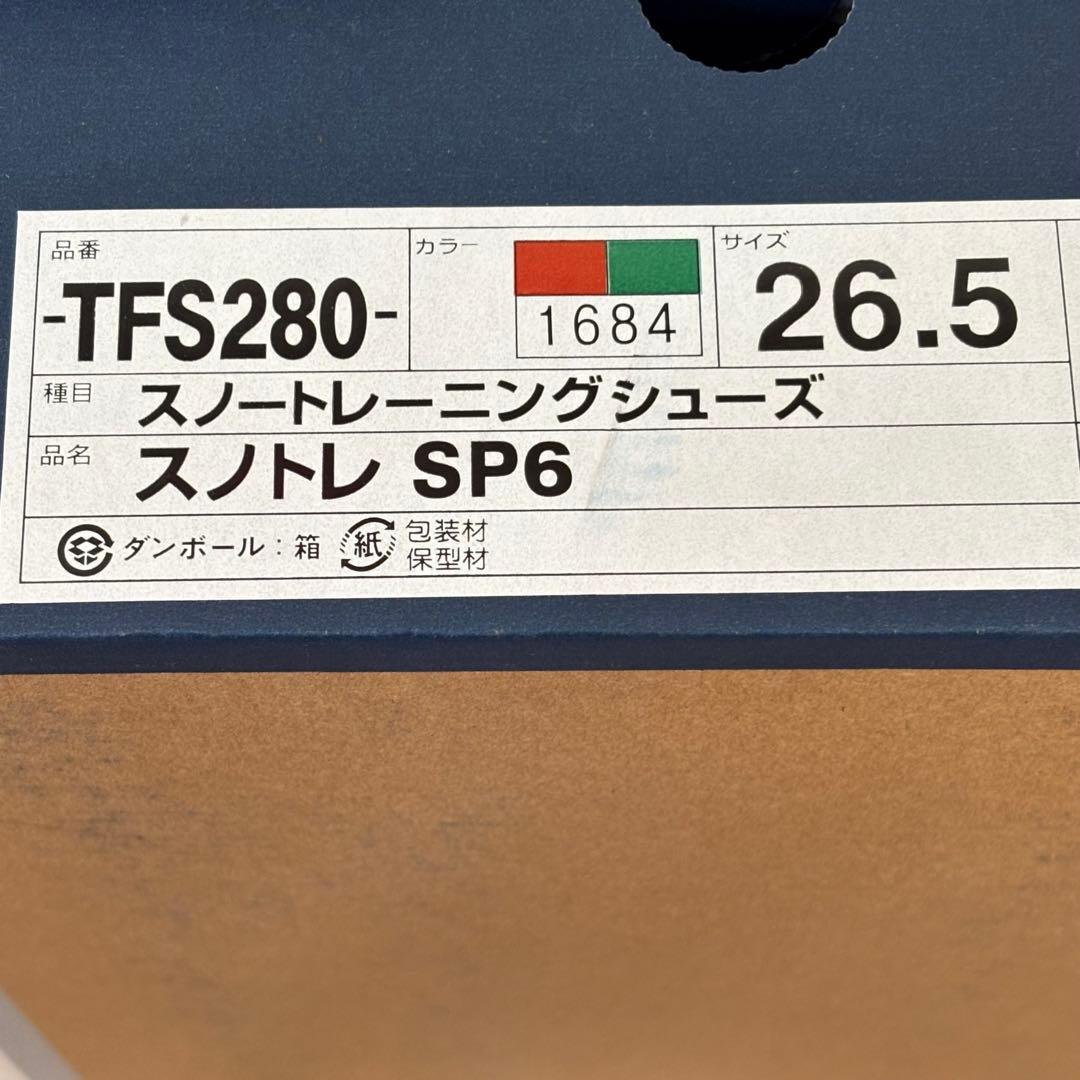 品番
-TFS280-
カラー
1684
サイズ
26.5
種目
スノートレーニングシューズ
品名
スノトレ SP6
ダンボール：箱
紙
包装材
保型材